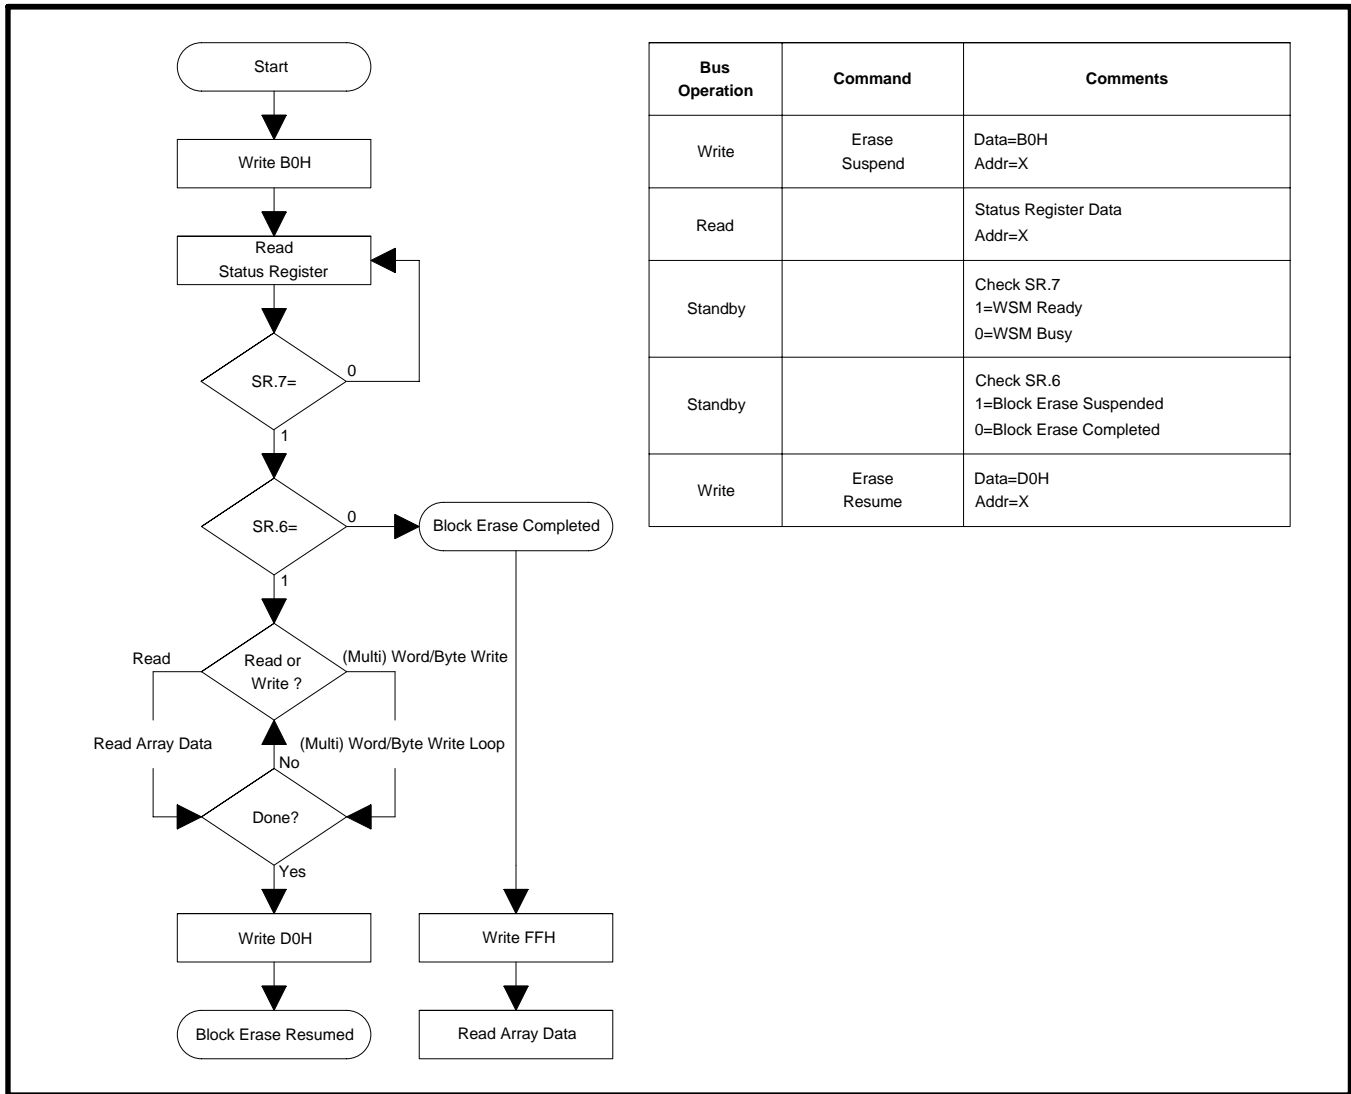 Start
Write B0H
Read
Status Register
SR.7=
0
1
SR.6=
0
Block Erase Completed
1
Read
Read or
Write ?
(Multi) Word/Byte Write
Read Array Data
(Multi) Word/Byte Write Loop
No
Done?
Yes
Write D0H
Write FFH
Block Erase Resumed
Read Array Data
Bus
Operation
Command
Comments
Write
Erase
Suspend
Data=B0H
Addr=X
Read
Status Register Data
Addr=X
Standby
Check SR.7
1=WSM Ready
0=WSM Busy
Standby
Check SR.6
1=Block Erase Suspended
0=Block Erase Completed
Write
Erase
Resume
Data=D0H
Addr=X